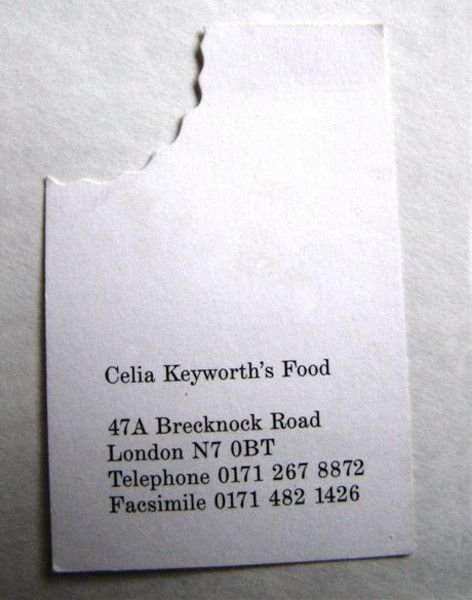 Celia Keyworth's Food
47A Brecknock Road
London N7 0BT
Telephone 0171 267 8872
Facsimile 0171 482 1426